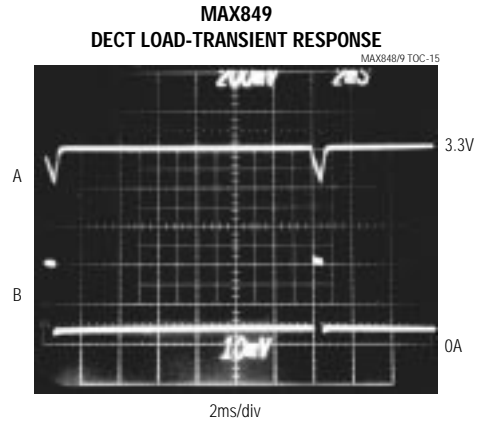 MAX849
DECT LOAD-TRANSIENT RESPONSE
MAX848/9 TOC-15
200mV 2mS
A
3.3V
B
10mV
0A
2ms/div